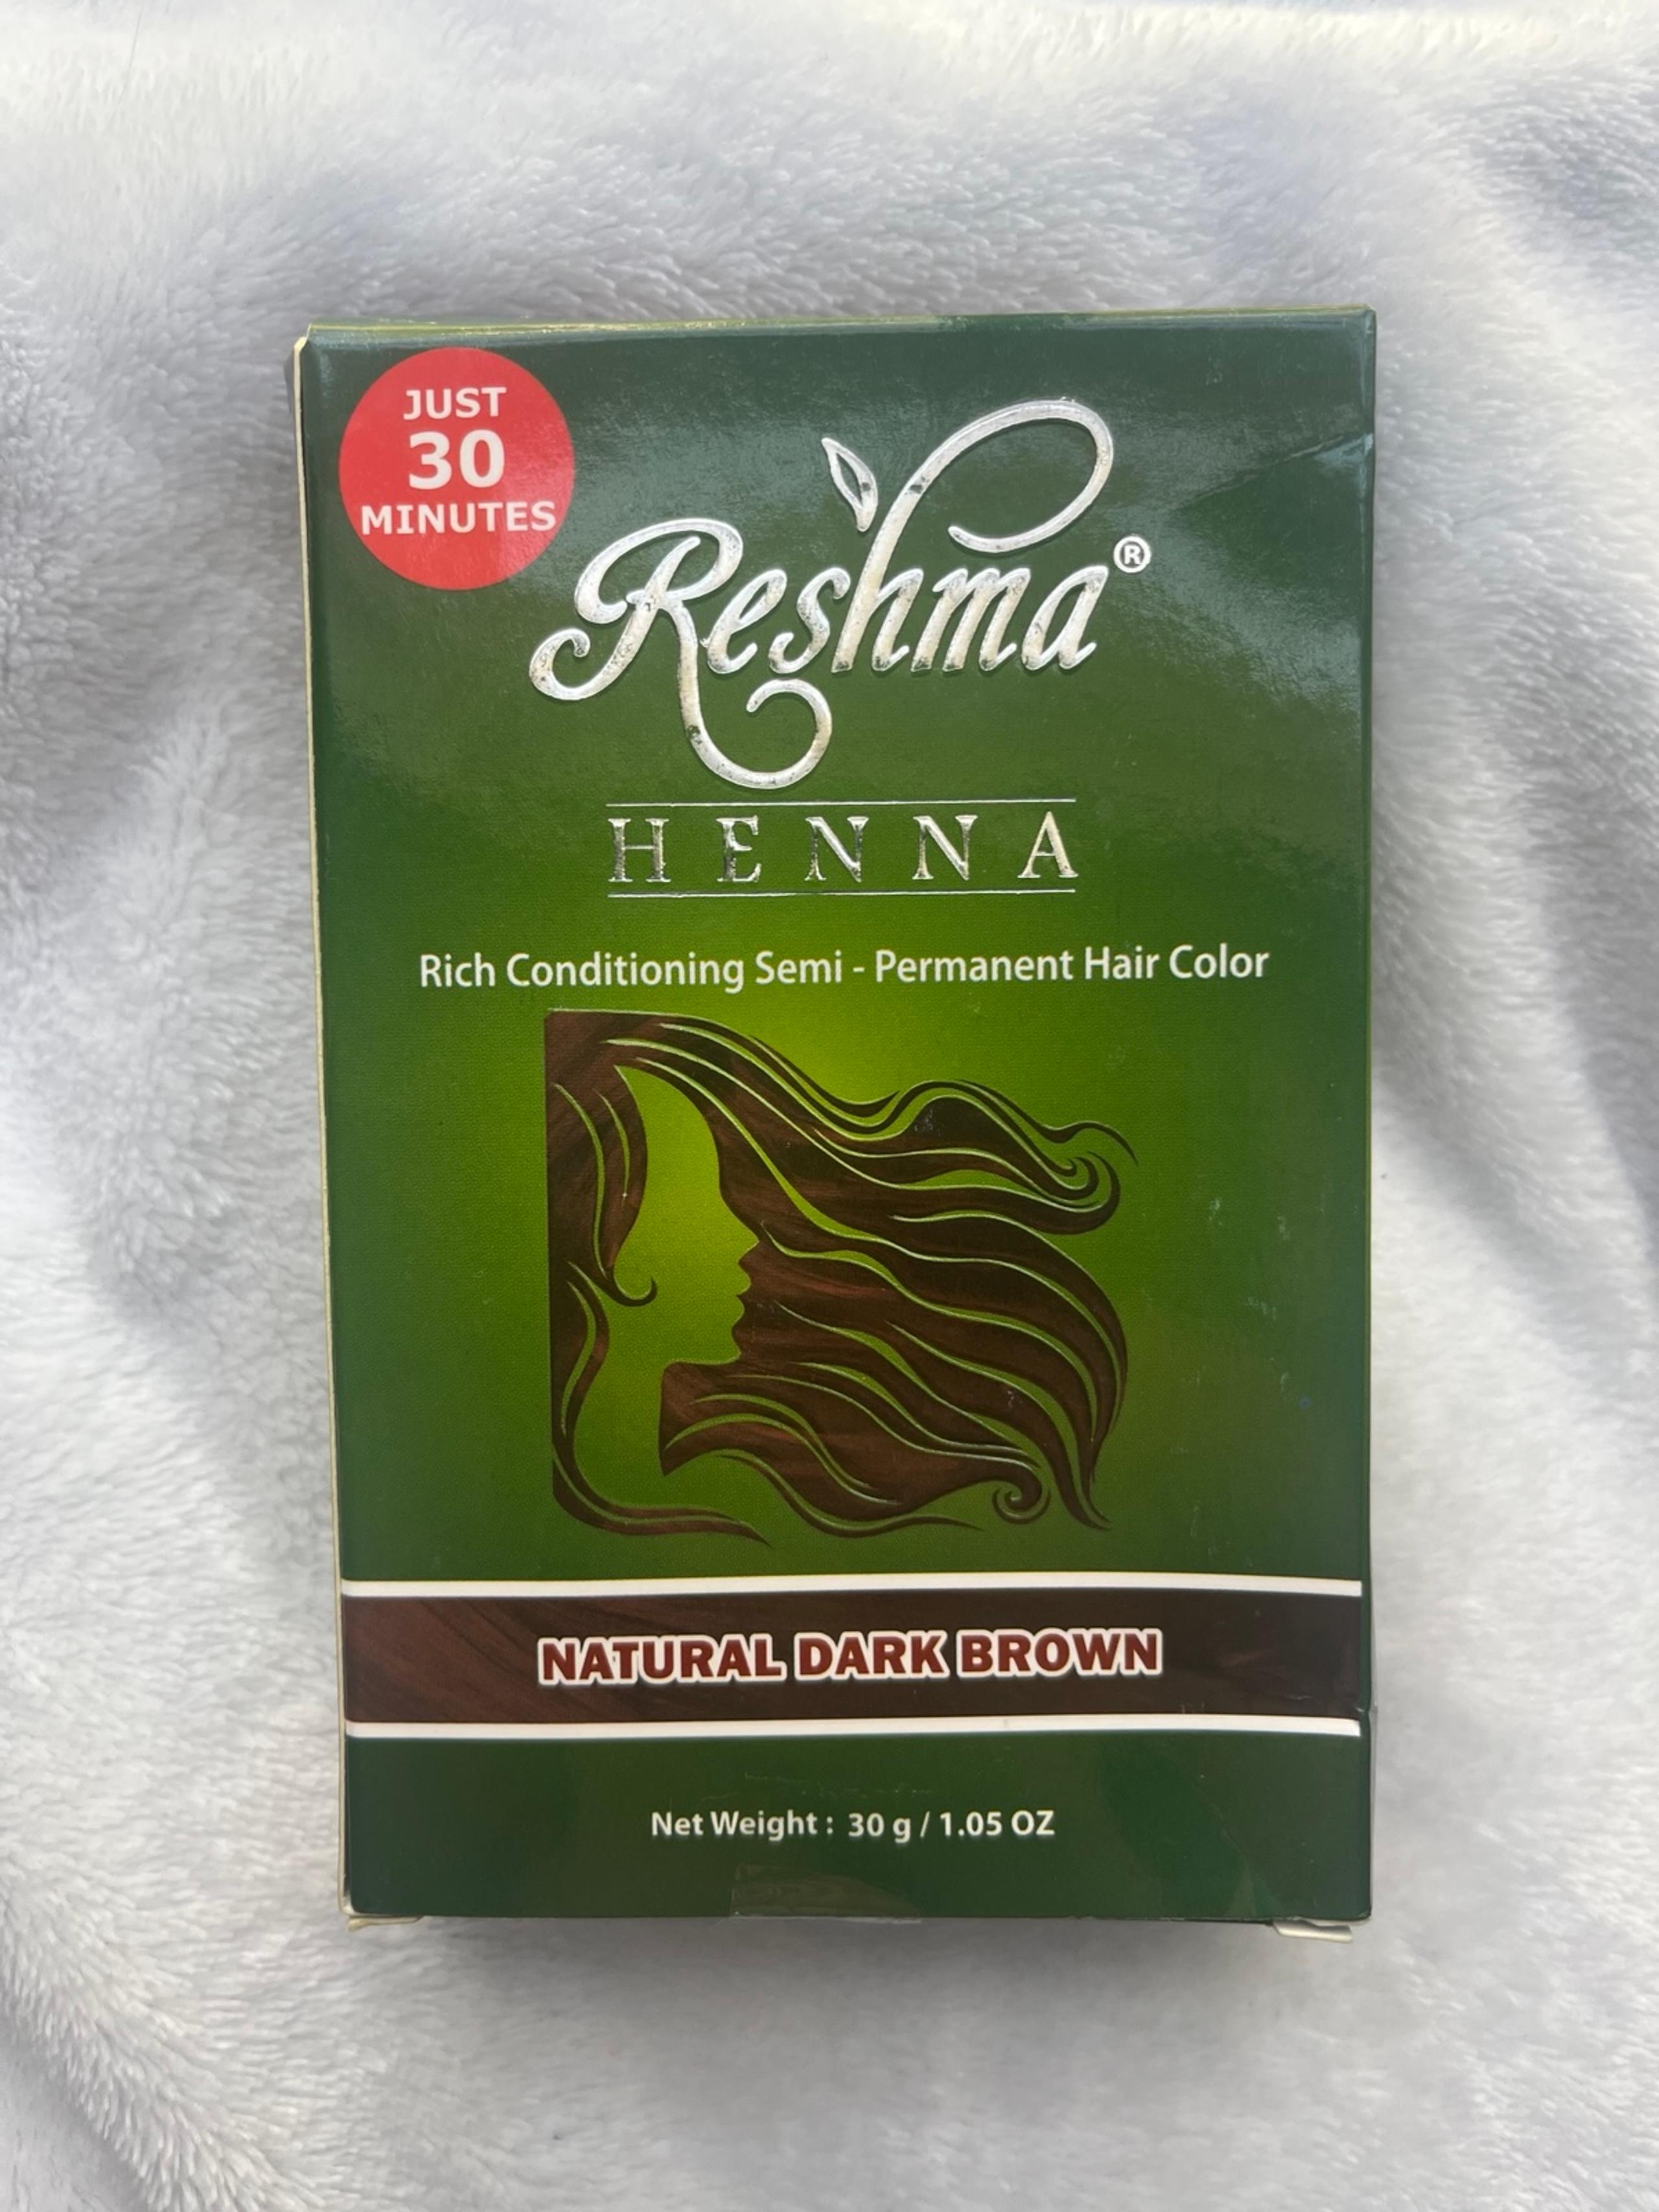 JUST
30
MINUTES
Reshma®
HENNA
Rich Conditioning Semi - Permanent Hair Color
NATURAL DARK BROWN
Net Weight : 30 g / 1.05 OZ